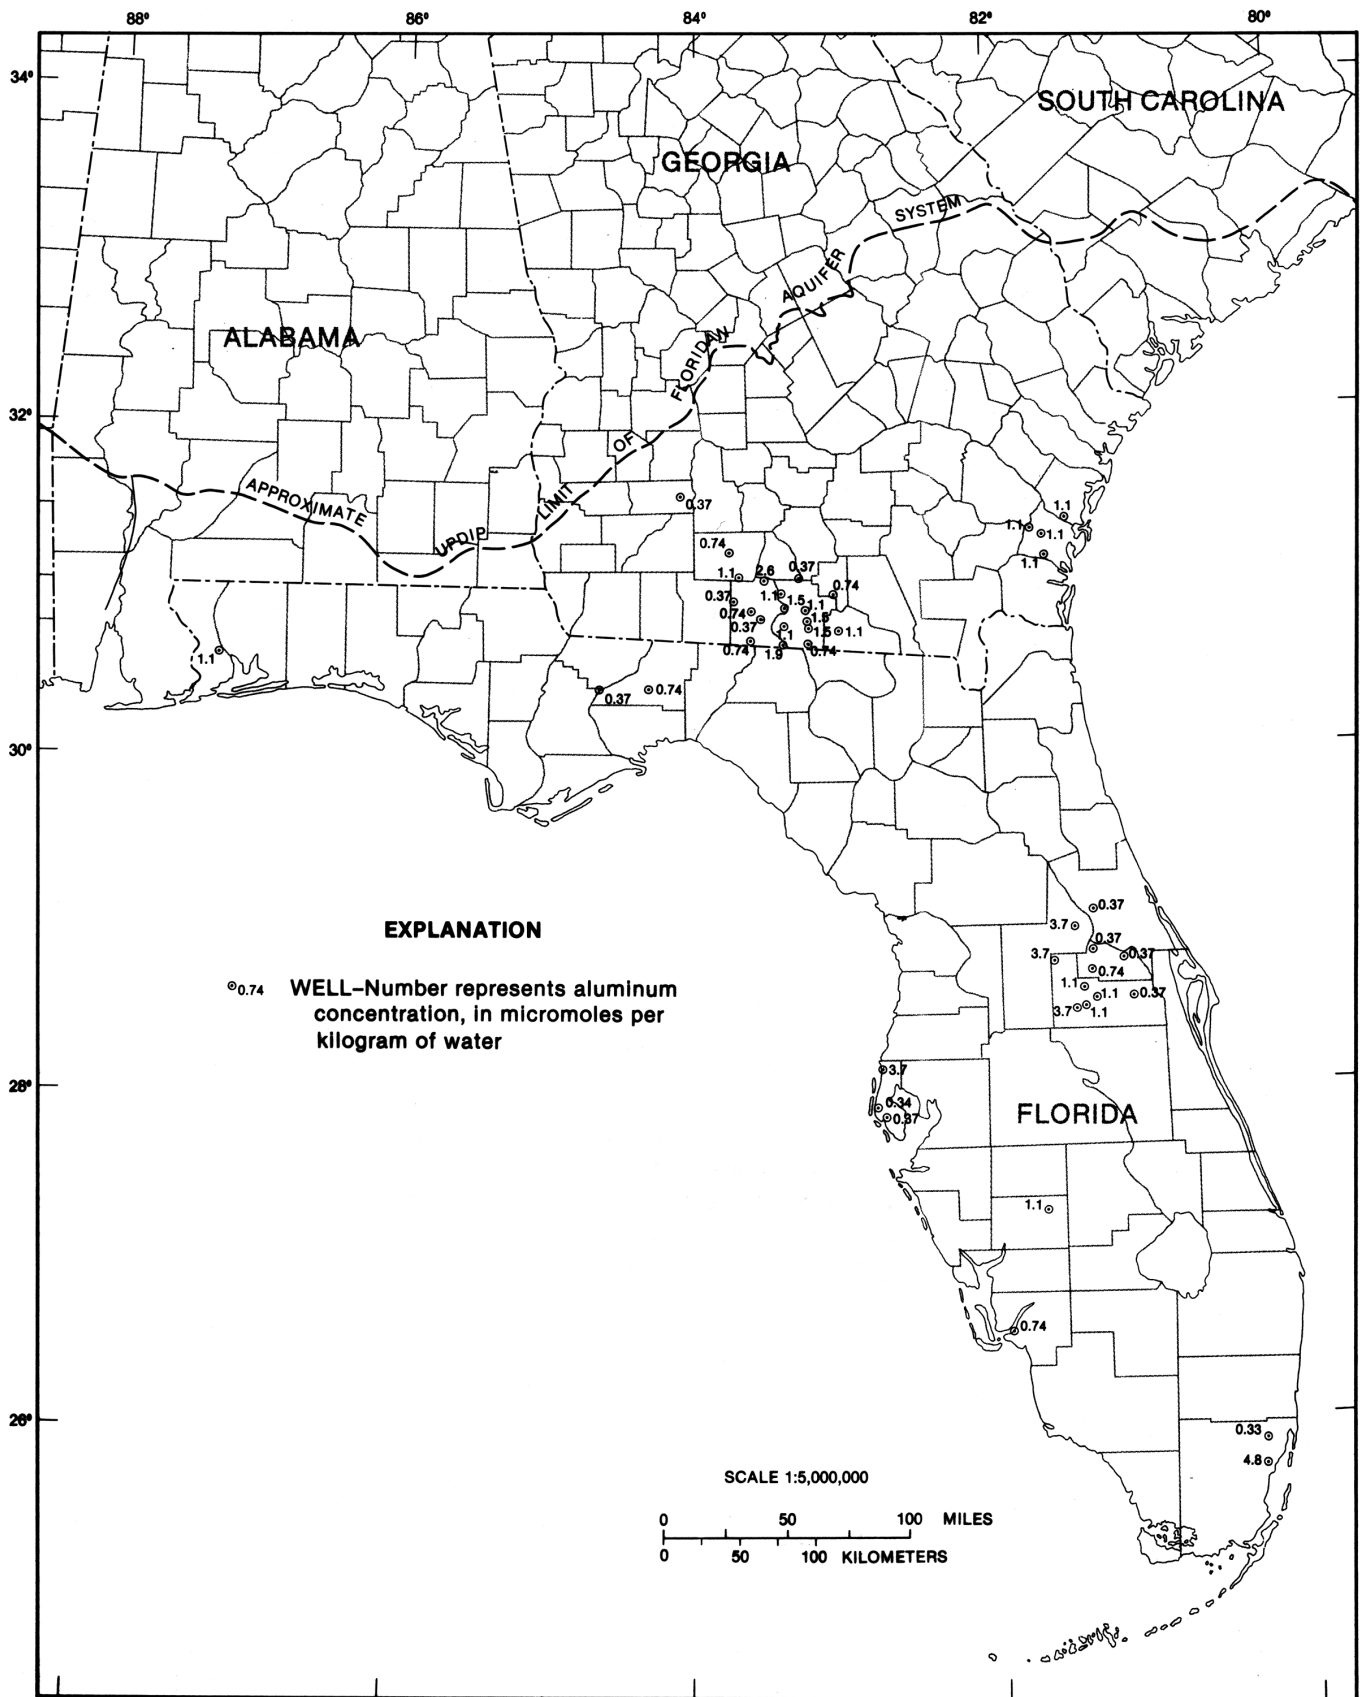 88° 86° 84° 82° 80°
34°
SOUTH CAROLINA
GEORGIA
SYSTEM
AQUIFER
ALABAMA
FLORIDAN
32°
OF
LIMIT
APPROXIMATE
UPDIP
0.37
1.1
1.1
1.1
1.1
0.74
1.1
2.6
0.37
0.74
0.37
1.1
1.5
1.1
0.74
1.5
0.37
1.1
1.5
1.1
0.74
1.9
0.74
1.1
0.37
0.74
30°
0.37
3.7
0.37
3.7
0.37
0.74
1.1
1.1
0.37
3.7
1.1
EXPLANATION
0.74 WELL–Number represents aluminum
concentration, in micromoles per
kilogram of water
28°
3.7
0.34
0.37
FLORIDA
1.1
0.74
26°
0.33
4.8
SCALE 1:5,000,000
0 50 100 MILES
0 50 100 KILOMETERS